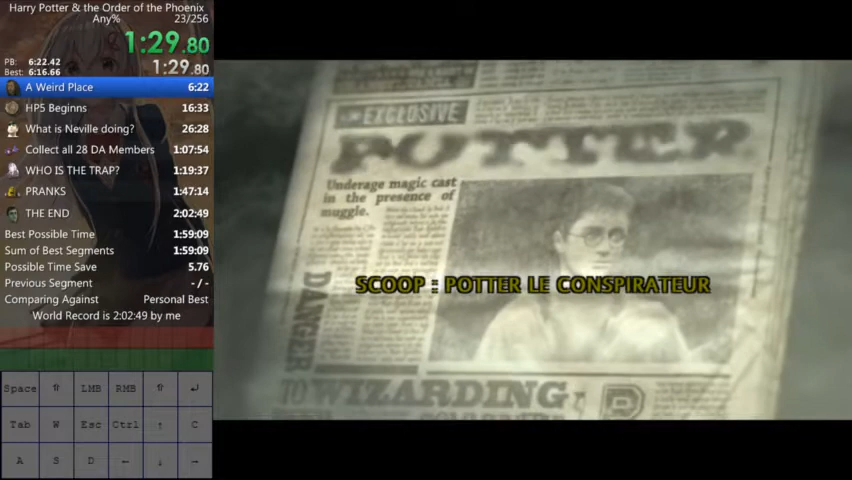 Harry Potter & the Order of the Phoenix
Any%
23/256
1:29.80
PB: 6:22.42
Best: 6:16.66
1:29.80
A Weird Place 6:22
HP5 Begins 16:33
What is Neville doing? 26:28
Collect all 28 DA Members 1:07:54
WHO IS THE TRAP? 1:19:37
PRANKS 1:47:14
THE END 2:02:49
Best Possible Time 1:59:09
Sum of Best Segments 1:59:09
Possible Time Save 5.76
Previous Segment - / -
Comparing Against Personal Best
World Record is 2:02:49 by me
Space ⇧ LMB RMB ⇧ ↵
Tab W Esc Ctrl ↑ C
A S D ← ↓ →
EXCLUSIVE
POTTER
Underage magic cast
in the presence of
muggle.
SCOOP : POTTER LE CONSPIRATEUR
DANGER
TO WIZARDING